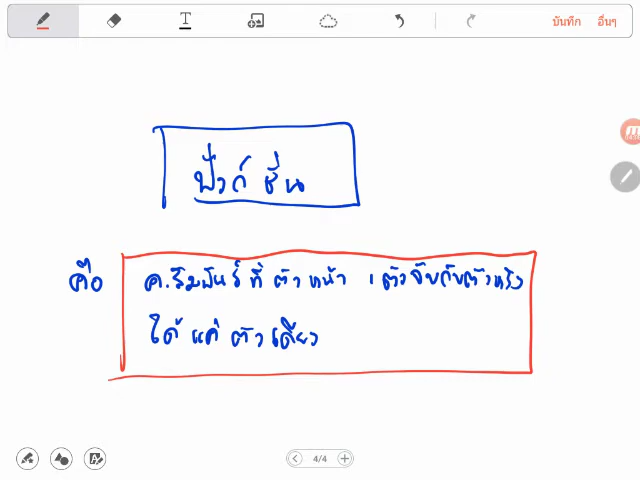 บันทึก อื่นๆ
ฟังก์ชัน
คือ ค.สัมพันธ์ ที่ ตัวหน้า 1 ตัวจับกับตัวหลัง
ได้ แค่ ตัวเดียว
4/4